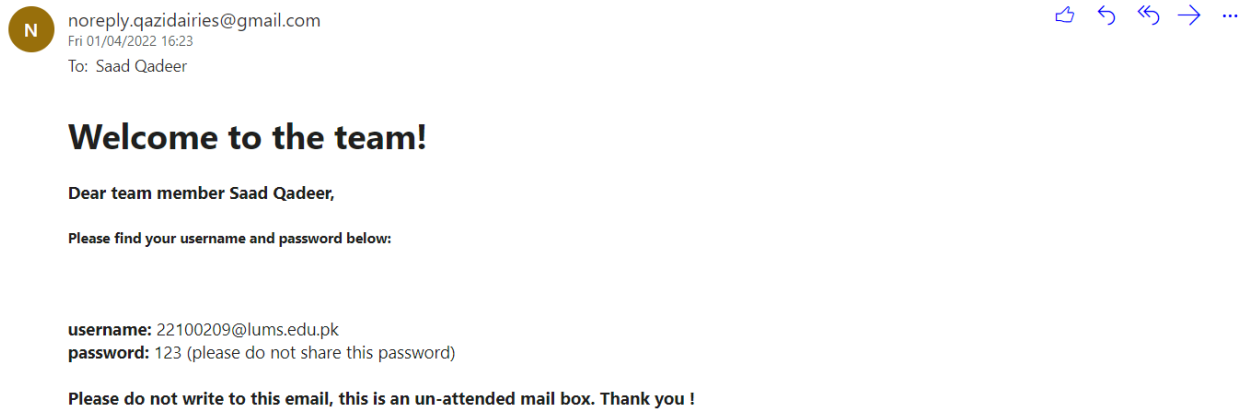 N
noreply.qazidairies@gmail.com
Fri 01/04/2022 16:23
To: Saad Qadeer
Welcome to the team!
Dear team member Saad Qadeer,
Please find your username and password below:
username: 22100209@lums.edu.pk
password: 123 (please do not share this password)
Please do not write to this email, this is an un-attended mail box. Thank you !